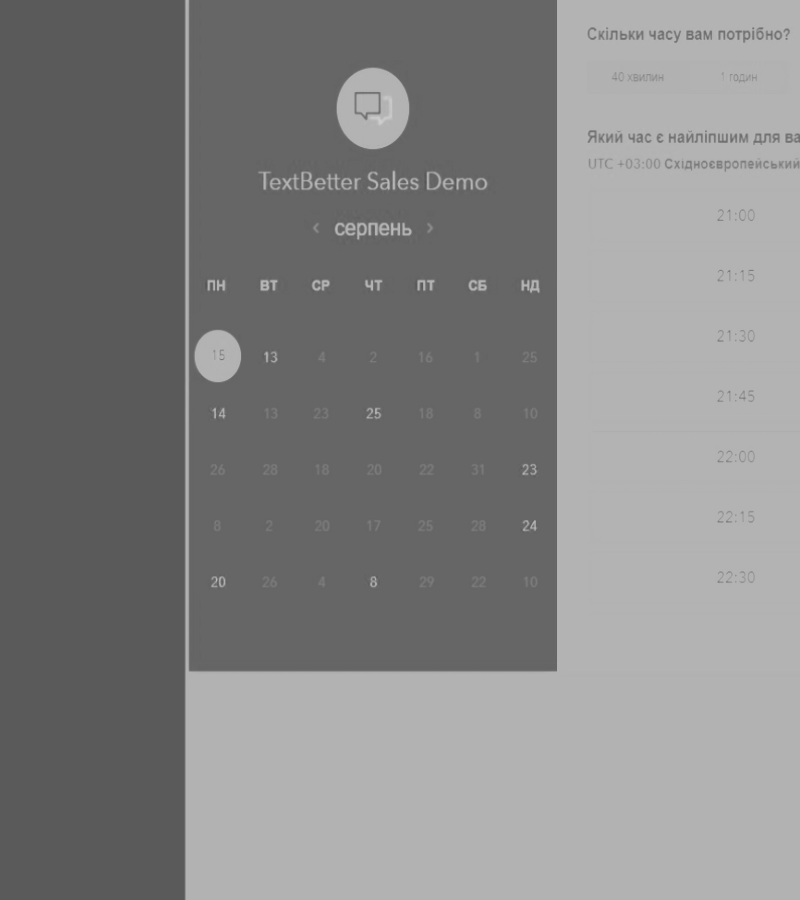 Скільки часу вам потрібно?
40 хвилин 1 годин
Який час є найліпшим для ва
UTC +03:00 Східноєвропейський
21:00
21:15
21:30
21:45
22:00
22:15
22:30
TextBetter Sales Demo
‹ серпень ›
ПН ВТ СР ЧТ ПТ СБ НД
15 13 4 2 16 1 25
14 13 23 25 18 8 10
26 28 18 20 22 31 23
8 2 20 17 25 28 24
20 26 4 8 29 22 10